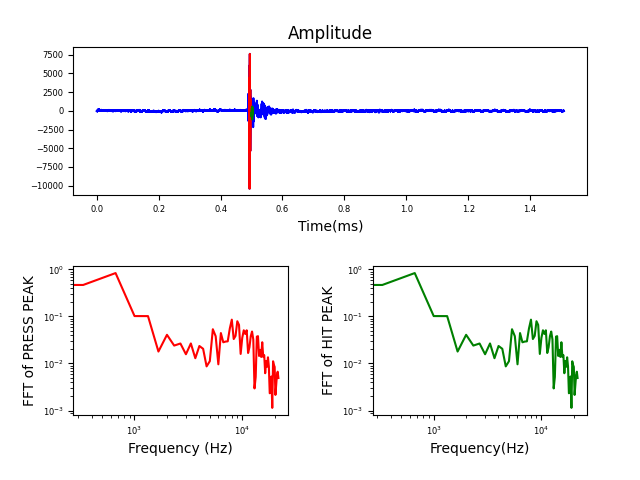 Amplitude
7500
5000
2500
0
−2500
−5000
−7500
−10000
0.0 0.2 0.4 0.6 0.8 1.0 1.2 1.4
Time(ms)
FFT of PRESS PEAK
10⁰
10⁻¹
10⁻²
10⁻³
10³ 10⁴
Frequency (Hz)
FFT of HIT PEAK
10⁰
10⁻¹
10⁻²
10⁻³
10³ 10⁴
Frequency(Hz)